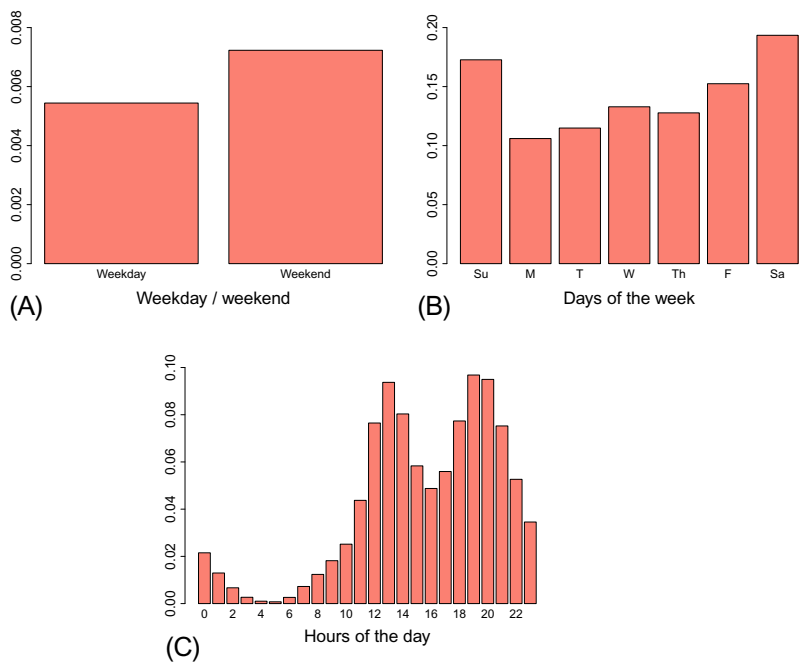 0.008
0.006
0.004
0.002
0.000
Weekday Weekend
Weekday / weekend
(A)
0.20
0.15
0.10
0.05
0.00
Su M T W Th F Sa
Days of the week
(B)
0.10
0.08
0.06
0.04
0.02
0.00
0 2 4 6 8 10 12 14 16 18 20 22
Hours of the day
(C)